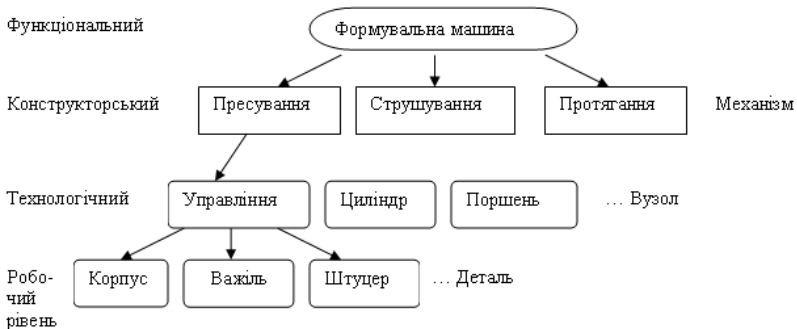 Функціональний Формувальна машина
Конструкторський Пресування Струшування Протягання Механізм
Технологічний Управління Циліндр Поршень … Вузол
Робо- Корпус Важіль Штуцер … Деталь
чий
рівень